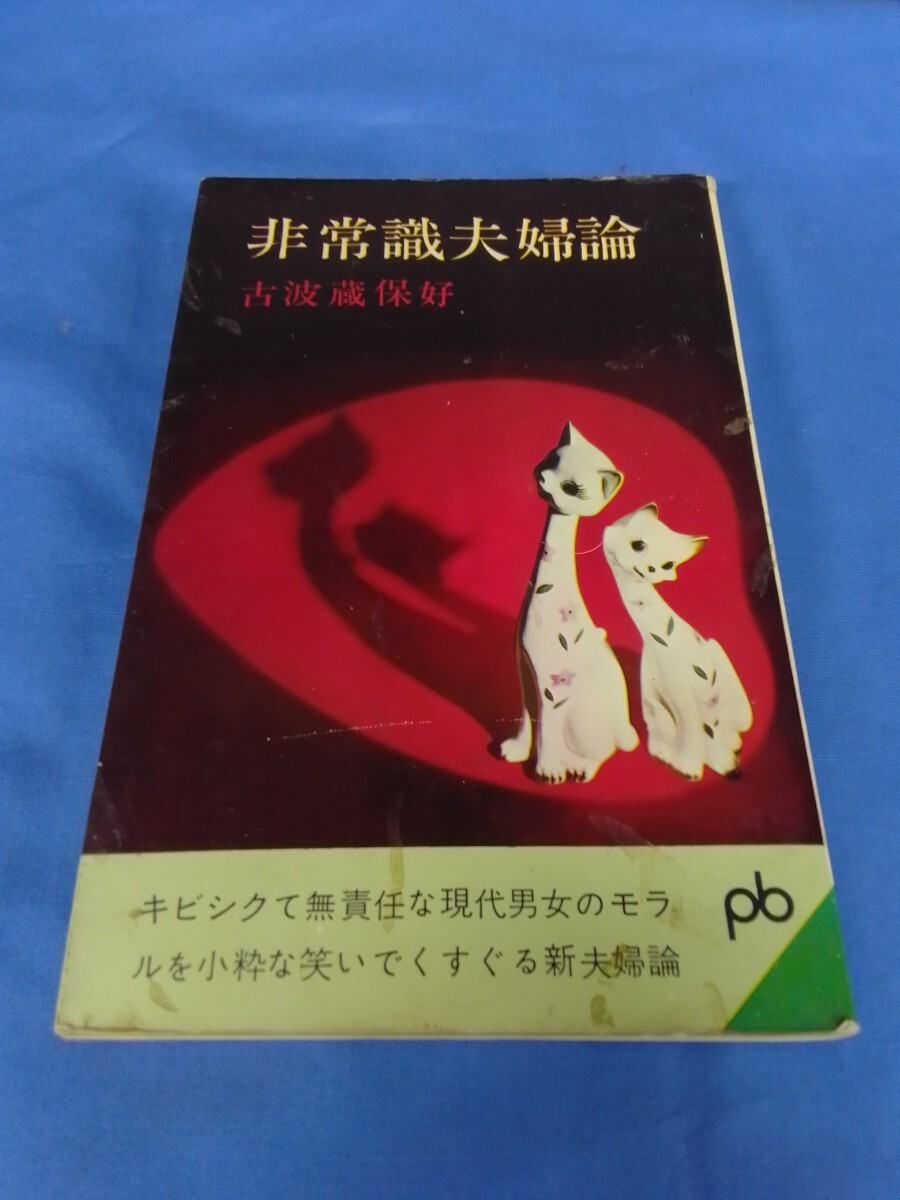 非常識夫婦論
古波蔵保好
キビシクて無責任な現代男女のモラ
ルを小粋な笑いでくすぐる新夫婦論
pb